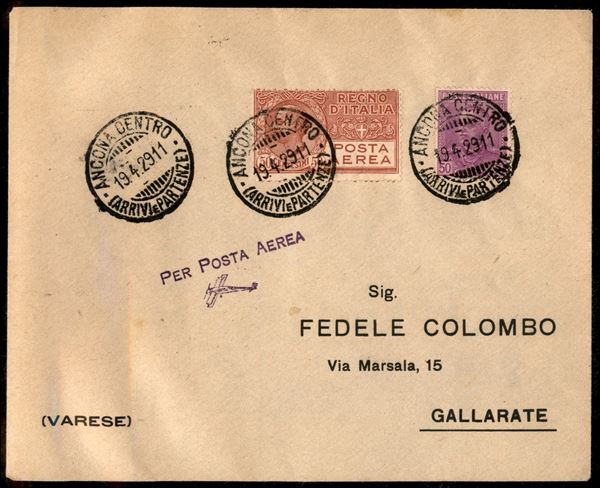 ANCONA CENTRO
19.4.29 11
(ARRIVI E PARTENZE)
ANCONA CENTRO
19.4.29 11
(ARRIVI E PARTENZE)
REGNO
D'ITALIA
POSTA
AEREA
50
ANCONA CENTRO
19.4.29 11
(ARRIVI E PARTENZE)
50
PER POSTA AEREA
Sig.
FEDELE COLOMBO
Via Marsala, 15
GALLARATE
(VARESE)